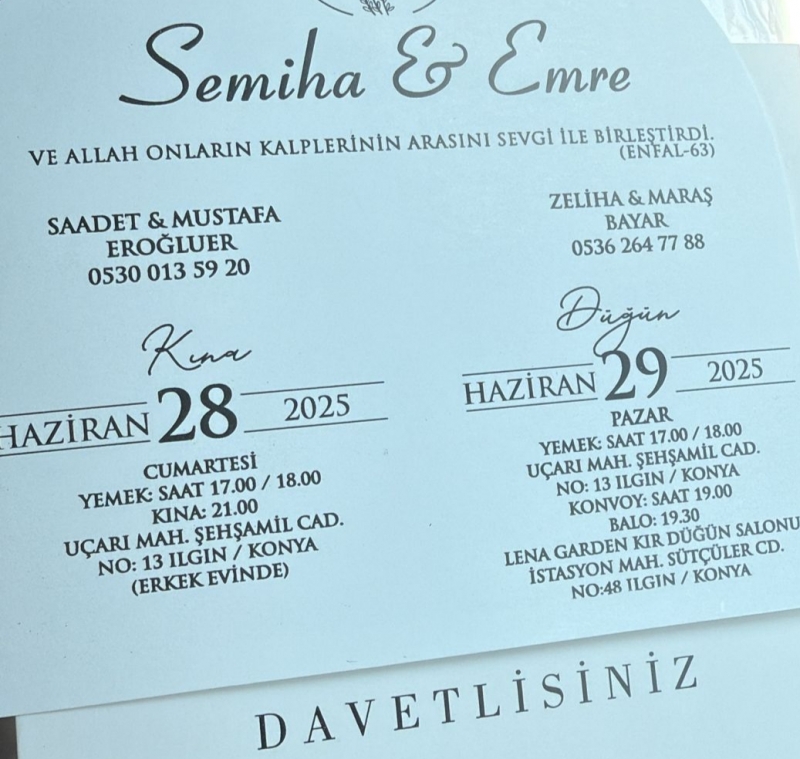 Semiha & Emre
VE ALLAH ONLARIN KALPLERİNİN ARASINI SEVGİ İLE BİRLEŞTİRDİ.
(ENFAL-63)
SAADET & MUSTAFA
EROĞLUER
0530 013 59 20
ZELİHA & MARAŞ
BAYAR
0536 264 77 88
Kına
HAZİRAN 28 2025
CUMARTESİ
YEMEK: SAAT 17.00 / 18.00
KINA: 21.00
UÇARI MAH. ŞEHŞAMİL CAD.
NO: 13 ILGIN / KONYA
(ERKEK EVİNDE)
Düğün
HAZİRAN 29 2025
PAZAR
YEMEK: SAAT 17.00 / 18.00
UÇARI MAH. ŞEHŞAMİL CAD.
NO: 13 ILGIN / KONYA
KONVOY: SAAT 19.00
BALO: 19.30
LENA GARDEN KIR DÜĞÜN SALONU
İSTASYON MAH. SÜTÇÜLER CD.
NO:48 ILGIN / KONYA
DAVETLİSİNİZ